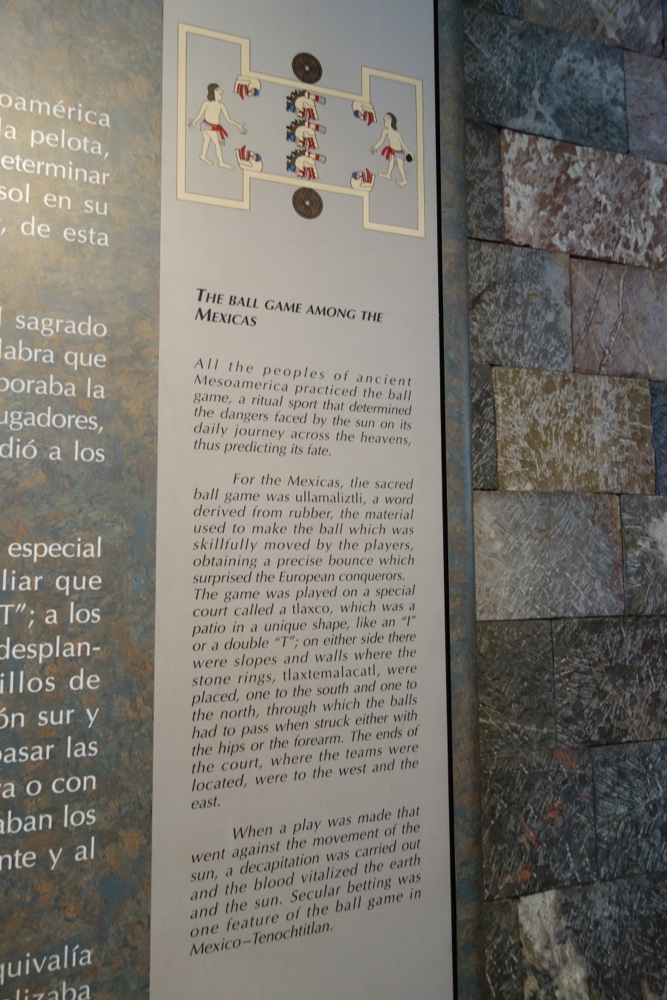 oamérica
la pelota,
eterminar
sol en su
, de esta
sagrado
labra que
poraba la
ugadores,
dió a los
especial
liar que
"T"; a los
desplan-
illos de
ón sur y
pasar las
ra o con
aban los
nte y al
quivalía
lizaba
THE BALL GAME AMONG THE
MEXICAS
All the peoples of ancient
Mesoamerica practiced the ball
game, a ritual sport that determined
the dangers faced by the sun on its
daily journey across the heavens,
thus predicting its fate.
For the Mexicas, the sacred
ball game was ullamaliztli, a word
derived from rubber, the material
used to make the ball which was
skillfully moved by the players,
obtaining a precise bounce which
surprised the European conquerors.
The game was played on a special
court called a tlaxco, which was a
patio in a unique shape, like an "I"
or a double "T"; on either side there
were slopes and walls where the
stone rings, tlaxtemalacatl, were
placed, one to the south and one to
the north, through which the balls
had to pass when struck either with
the hips or the forearm. The ends of
the court, where the teams were
located, were to the west and the
east.
When a play was made that
went against the movement of the
sun, a decapitation was carried out
and the blood vitalized the earth
and the sun. Secular betting was
one feature of the ball game in
Mexico–Tenochtitlan.